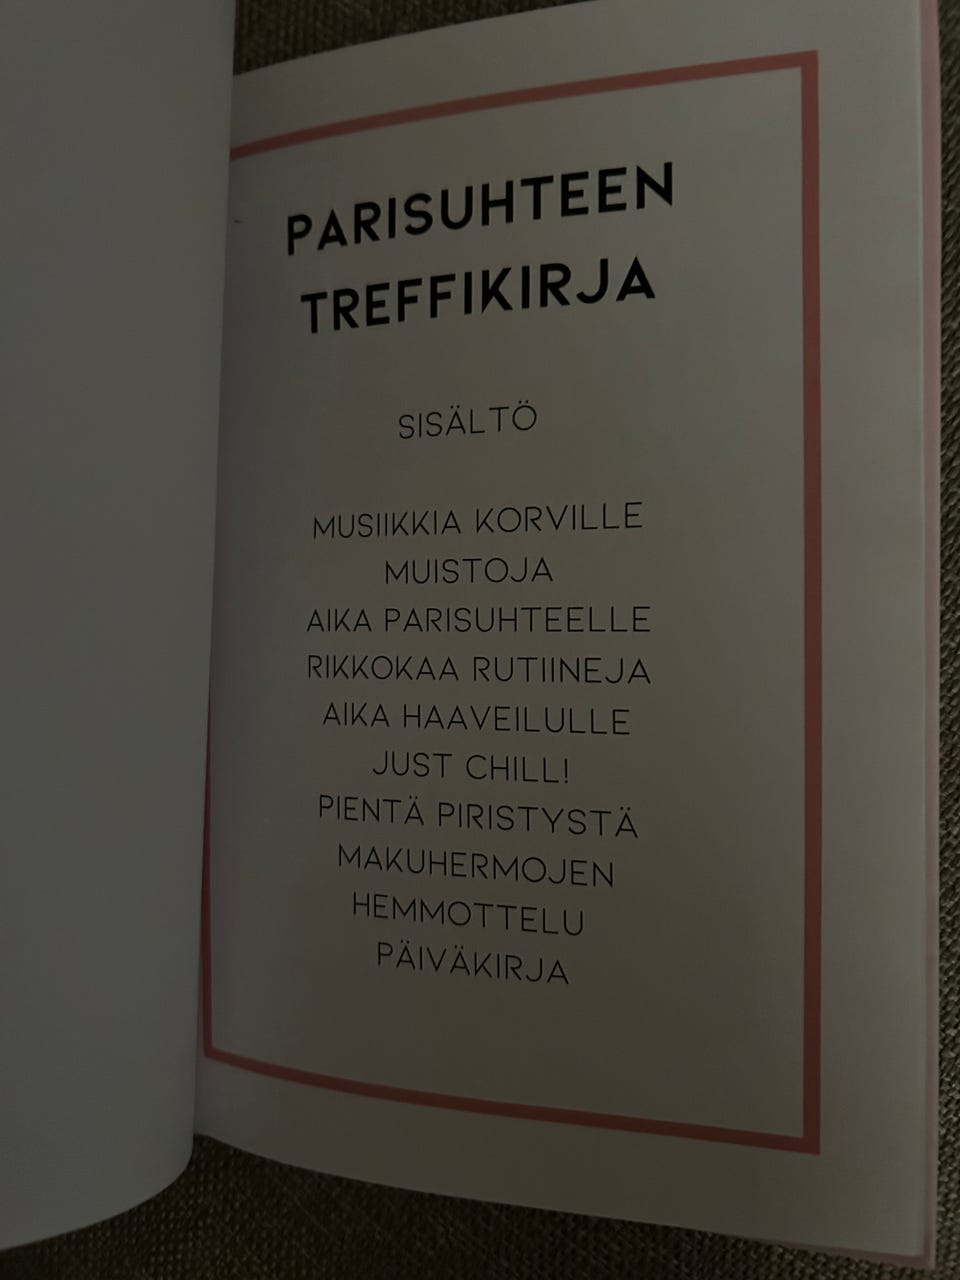 PARISUHTEEN
TREFFIKIRJA
SISÄLTÖ
MUSIIKKIA KORVILLE
MUISTOJA
AIKA PARISUHTEELLE
RIKKOKAA RUTIINEJA
AIKA HAAVEILULLE
JUST CHILL!
PIENTÄ PIRISTYSTÄ
MAKUHERMOJEN
HEMMOTTELU
PÄIVÄKIRJA